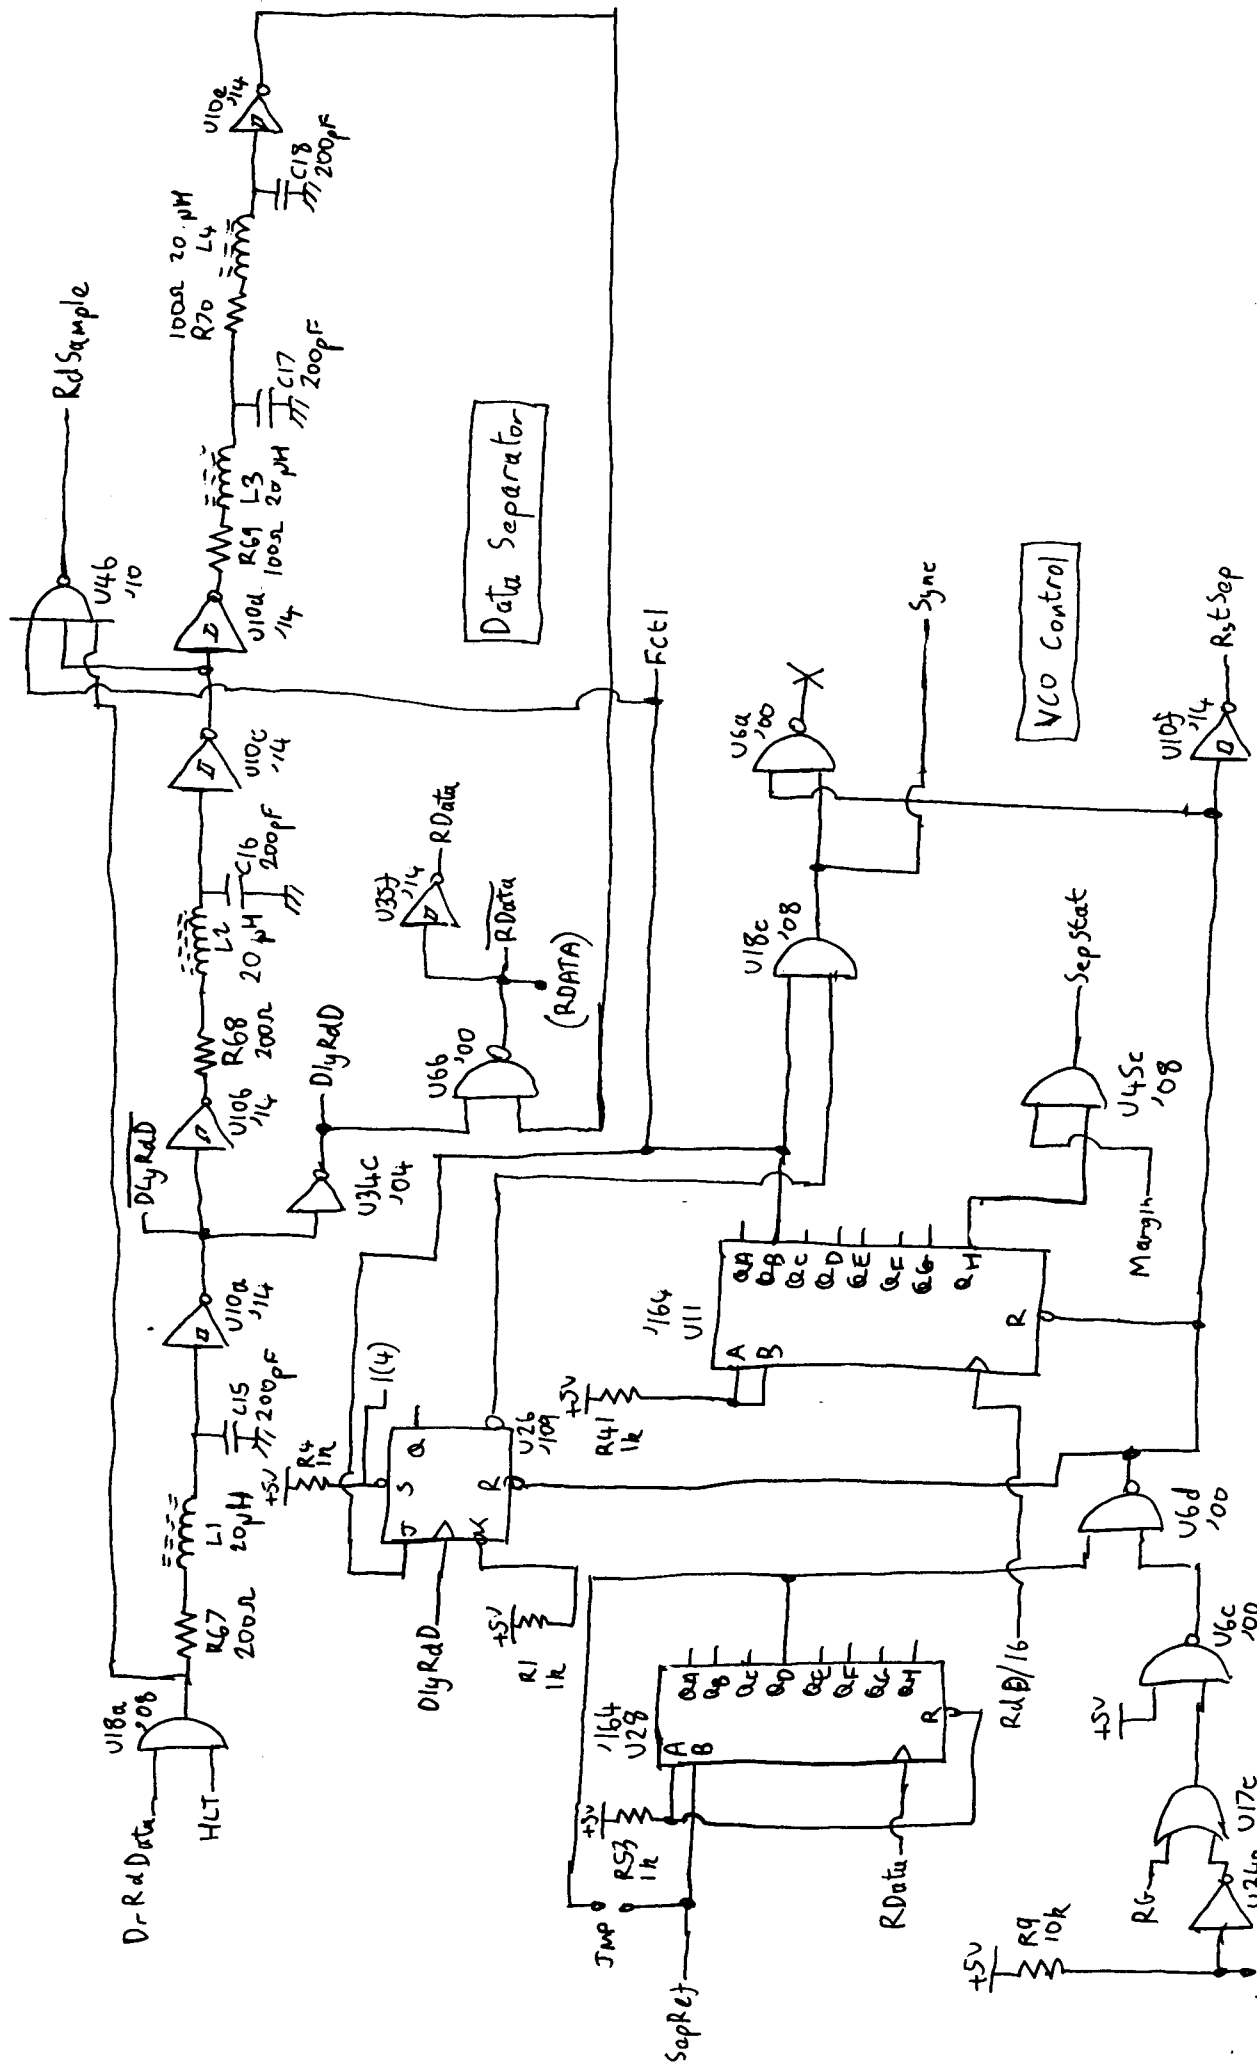 DrRdData
HLT
U18a
'08
R67
200Ω
L1
20µH
C15
200pF
U10a
'14
DLyRdD
U10b
'14
R68
200Ω
L2
20µH
C16
200pF
U10c
'14
U10d
'14
R69
100Ω
L3
20µH
C17
200pF
100Ω
R70
20µH
L4
C18
200pF
U10e
'14
U46
'10
RdSample
U34c
'04
DlyRdD
U6b
'00
U35f
'14
RData
RData
(RDATA)
Data Separator
Fctl
+5V
R4
1k
1(4)
J
S
Q
K
R
U26
'109
DlyRdD
+5V
R1
1k
+5V
R41
1k
'164
U11
A
B
QA
QB
QC
QD
QE
QF
QG
QH
R
U18c
'08
U6a
'00
Sync
VCO Control
U45c
'08
SepStat
Margin
U10f
'14
RstSep
JMP
SepRef
+5V
R53
1k
'164
U28
A
B
QA
QB
QC
QD
QE
QF
QG
QH
R
RData
RdB/16
U6d
'00
U6c
'00
+5V
RG
U17c
+5V
R9
10k